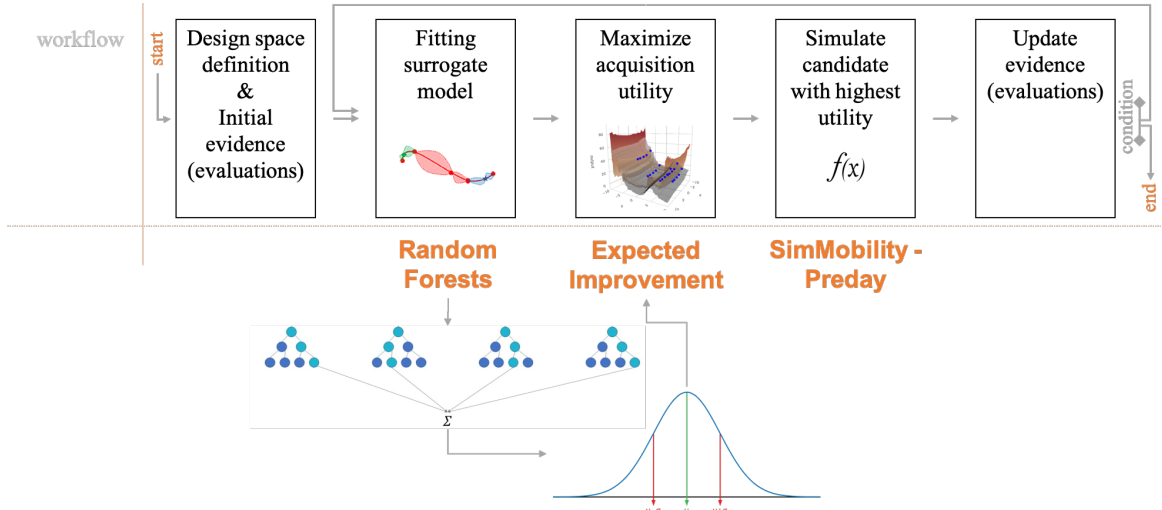 workflow
start
Design space
definition
&
Initial
evidence
(evaluations)
Fitting
surrogate
model
Maximize
acquisition
utility
Simulate
candidate
with highest
utility
f(x)
Update
evidence
(evaluations)
condition
end
Random
Forests
Expected
Improvement
SimMobility -
Preday
Σ